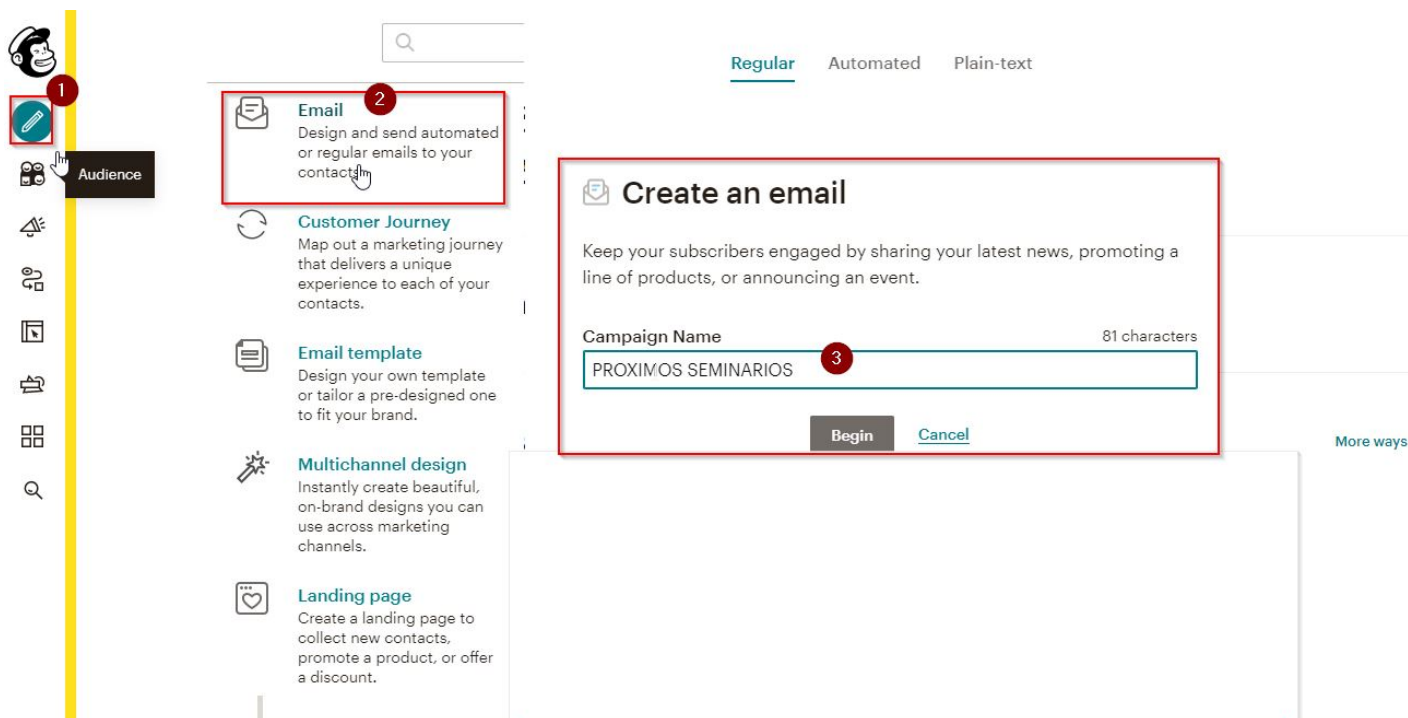 1
Audience
2
Email
Design and send automated
or regular emails to your
contacts.
Customer Journey
Map out a marketing journey
that delivers a unique
experience to each of your
contacts.
Email template
Design your own template
or tailor a pre-designed one
to fit your brand.
Multichannel design
Instantly create beautiful,
on-brand designs you can
use across marketing
channels.
Landing page
Create a landing page to
collect new contacts,
promote a product, or offer
a discount.
Regular Automated Plain-text
Create an email
Keep your subscribers engaged by sharing your latest news, promoting a
line of products, or announcing an event.
Campaign Name 81 characters
PROXIMOS SEMINARIOS 3
Begin Cancel
More ways